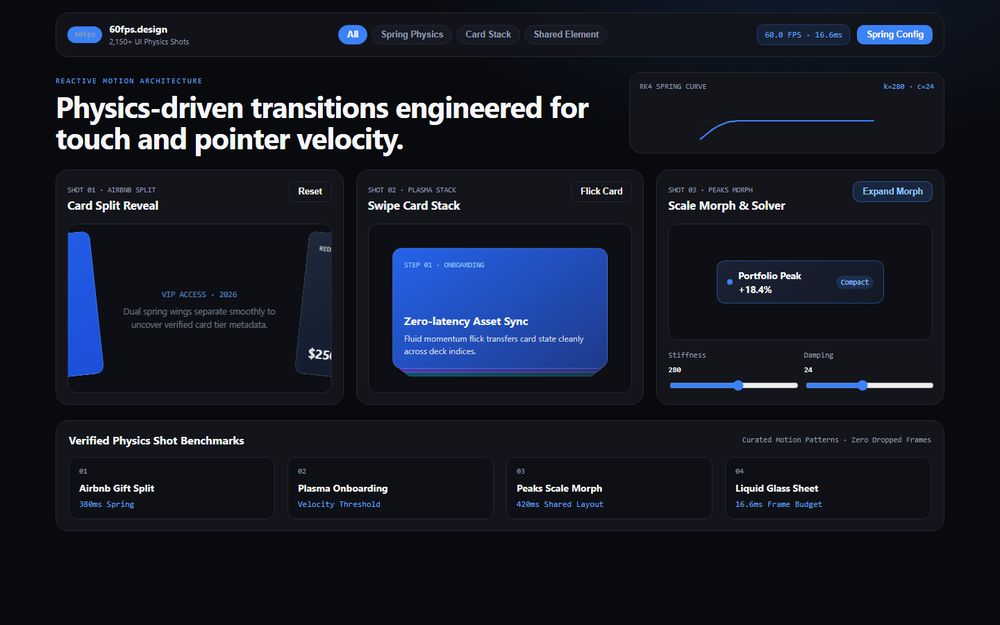 60fps
60fps.design
2,150+ UI Physics Shots
All
Spring Physics
Card Stack
Shared Element
60.0 FPS · 16.6ms
Spring Config
REACTIVE MOTION ARCHITECTURE
Physics-driven transitions engineered for
touch and pointer velocity.
RK4 SPRING CURVE
k=280 · c=24
SHOT 01 · AIRBNB SPLIT
Card Split Reveal
Reset
VIP ACCESS · 2026
Dual spring wings separate smoothly to
uncover verified card tier metadata.
SHOT 02 · PLASMA STACK
Swipe Card Stack
Flick Card
STEP 01 · ONBOARDING
Zero-latency Asset Sync
Fluid momentum flick transfers card state cleanly
across deck indices.
SHOT 03 · PEAKS MORPH
Scale Morph & Solver
Expand Morph
Portfolio Peak
+18.4%
Compact
Stiffness
280
Damping
24
Verified Physics Shot Benchmarks
Curated Motion Patterns · Zero Dropped Frames
01
Airbnb Gift Split
380ms Spring
02
Plasma Onboarding
Velocity Threshold
03
Peaks Scale Morph
420ms Shared Layout
04
Liquid Glass Sheet
16.6ms Frame Budget